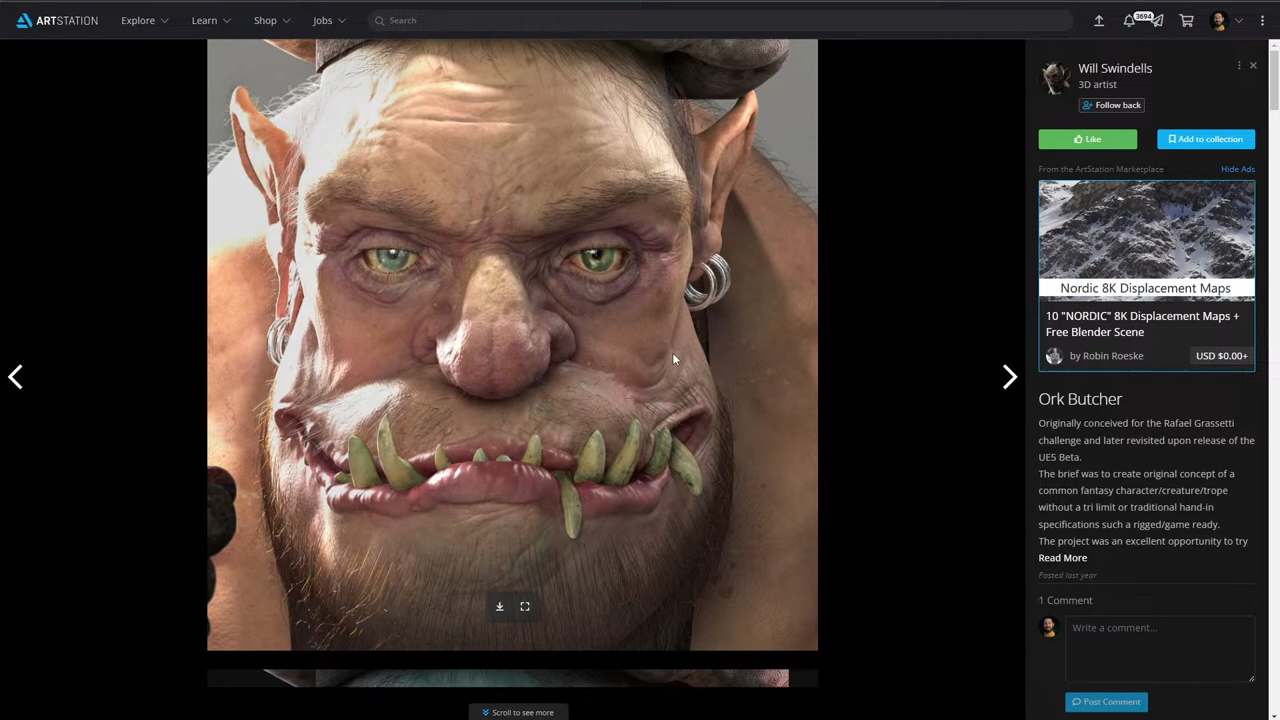 ARTSTATION
Explore
Learn
Shop
Jobs
Search
3694
Will Swindells
3D artist
Follow back
Like
Add to collection
From the ArtStation Marketplace
Hide Ads
Nordic 8K Displacement Maps
10 "NORDIC" 8K Displacement Maps +
Free Blender Scene
by Robin Roeske
USD $0.00+
Ork Butcher
Originally conceived for the Rafael Grassetti
challenge and later revisited upon release of the
UE5 Beta.
The brief was to create original concept of a
common fantasy character/creature/trope
without a tri limit or traditional hand-in
specifications such a rigged/game ready.
The project was an excellent opportunity to try
Read More
Posted last year
1 Comment
Write a comment...
Post Comment
Scroll to see more